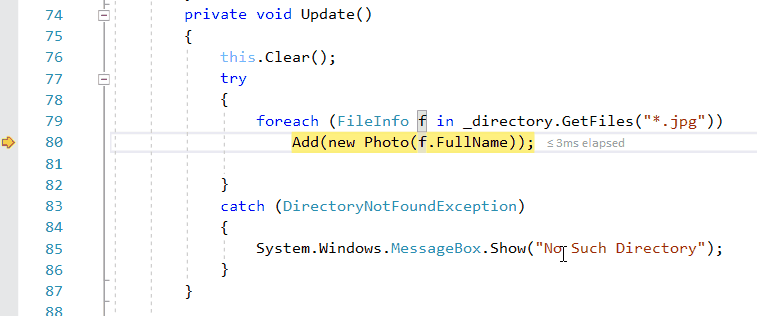 74 private void Update()
75 {
76 this.Clear();
77 try
78 {
79 foreach (FileInfo f in _directory.GetFiles("*.jpg"))
80 Add(new Photo(f.FullName)); ≤3ms elapsed
81
82 }
83 catch (DirectoryNotFoundException)
84 {
85 System.Windows.MessageBox.Show("No Such Directory");
86 }
87 }
88